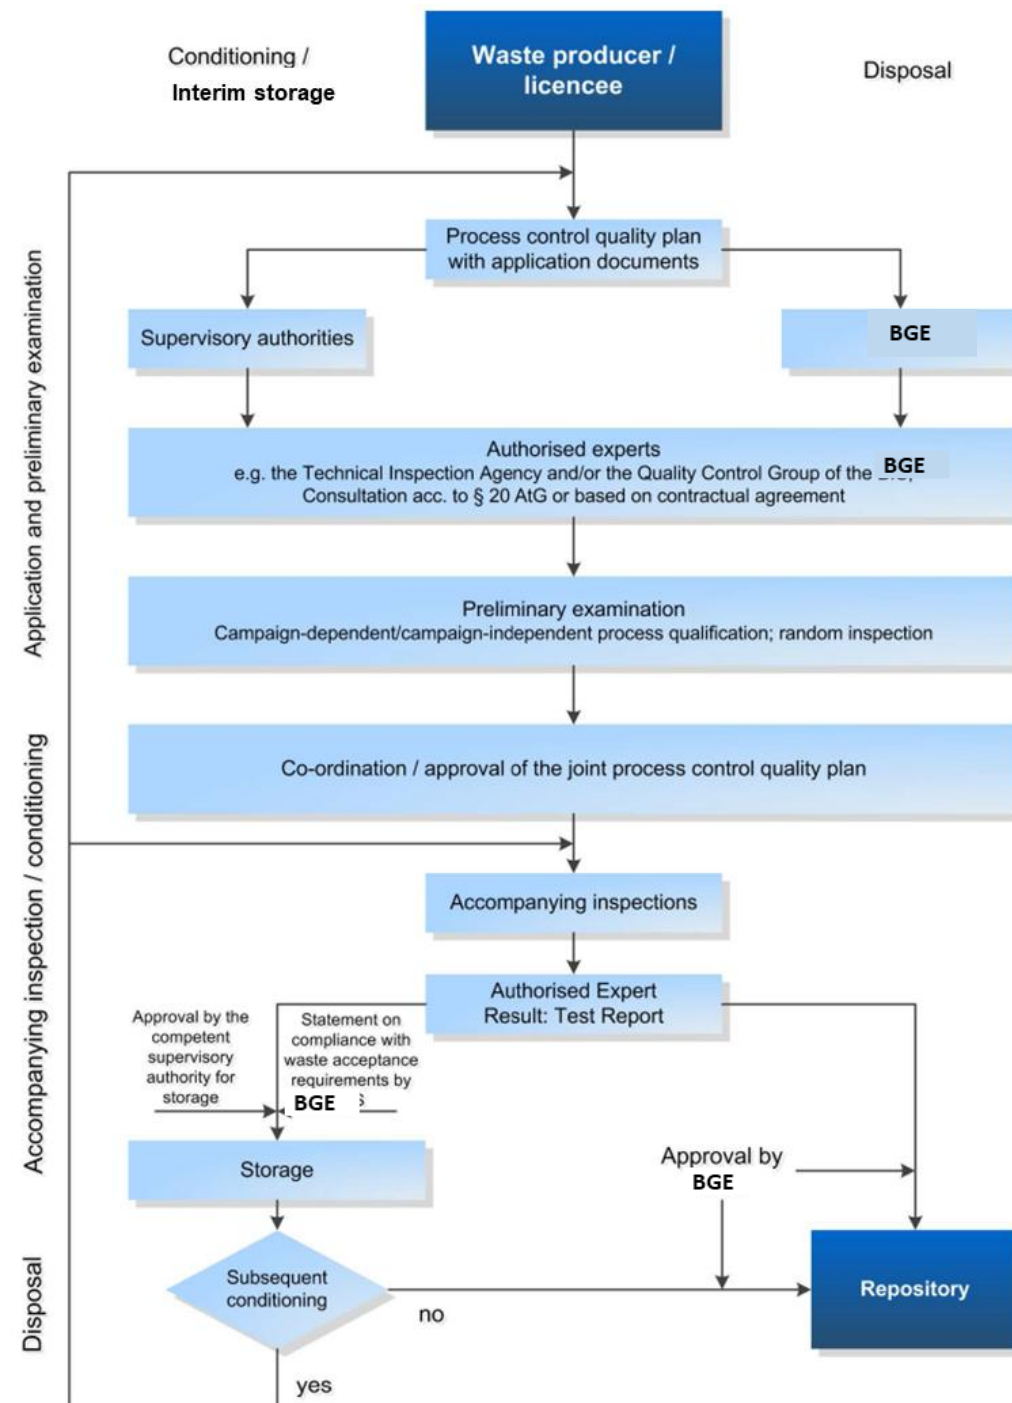 Conditioning /
Interim storage
Waste producer /
licencee
Disposal
Process control quality plan
with application documents
Supervisory authorities
BGE
Application and preliminary examination
Authorised experts
e.g. the Technical Inspection Agency and/or the Quality Control Group of the BGE
Consultation acc. to § 20 AtG or based on contractual agreement
Preliminary examination
Campaign-dependent/campaign-independent process qualification; random inspection
Co-ordination / approval of the joint process control quality plan
Accompanying inspection / conditioning
Accompanying inspections
Authorised Expert
Result: Test Report
Approval by the
competent
supervisory
authority for
storage
Statement on
compliance with
waste acceptance
requirements by
BGE
Storage
Approval by
BGE
Disposal
Subsequent
conditioning
no
yes
Repository